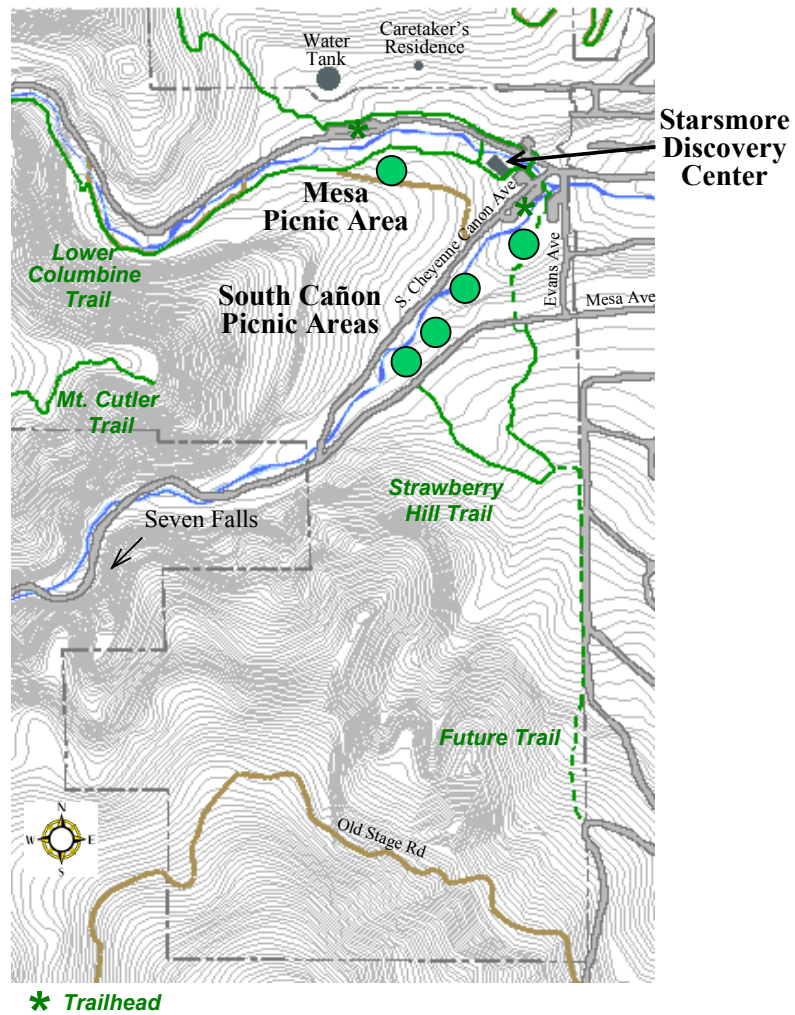 Water
Tank
Caretaker's
Residence
Starsmore
Discovery
Center
Mesa
Picnic Area
S. Cheyenne Canon Ave
Lower
Columbine
Trail
South Cañon
Picnic Areas
Evans Ave
Mesa Ave
Mt. Cutler
Trail
Strawberry
Hill Trail
Seven Falls
Future Trail
Old Stage Rd
N
W
E
S
* Trailhead